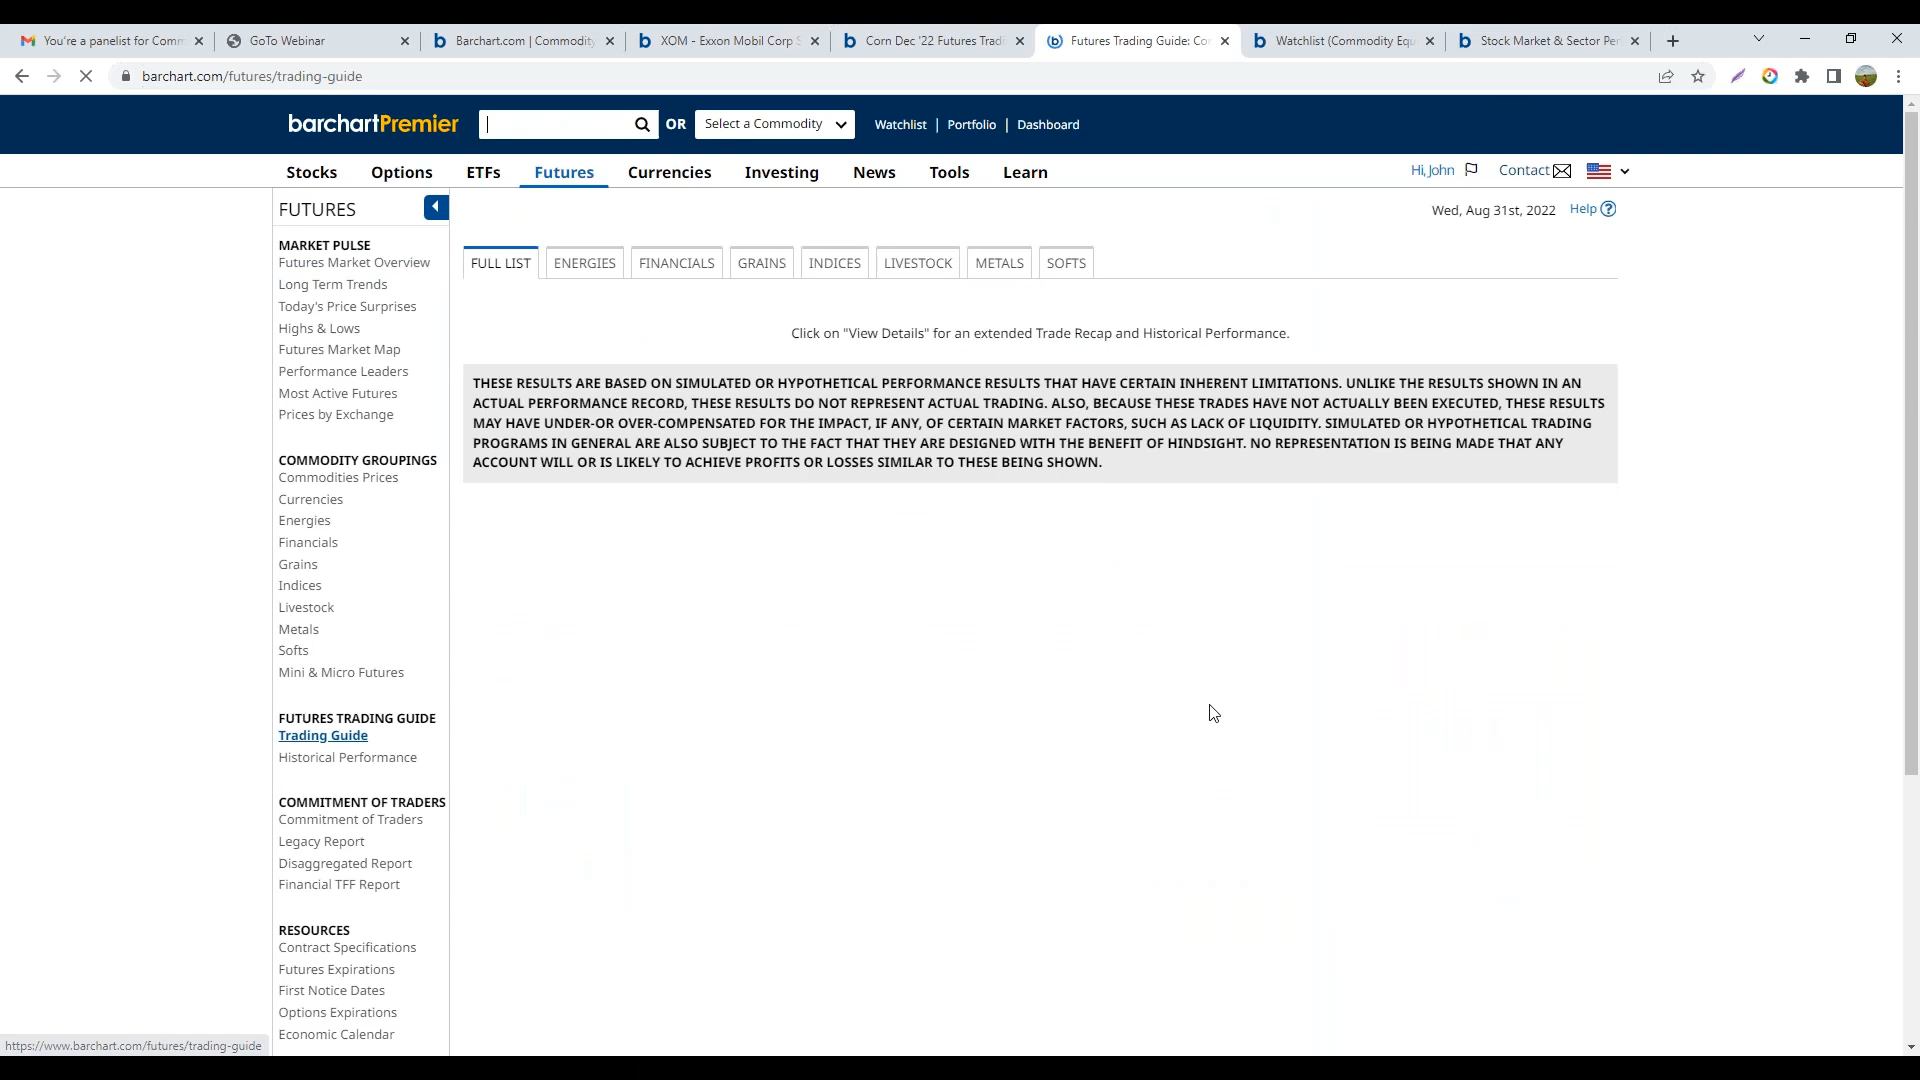 You're a panelist for Comm
GoTo Webinar
Barchart.com | Commodity
XOM - Exxon Mobil Corp S
Corn Dec '22 Futures Tradi
Futures Trading Guide: Co
Watchlist (Commodity Equ
Stock Market & Sector Per
barchart.com/futures/trading-guide
barchartPremier
OR
Select a Commodity
Watchlist | Portfolio | Dashboard
Stocks
Options
ETFs
Futures
Currencies
Investing
News
Tools
Learn
Hi, John
Contact
FUTURES
Wed, Aug 31st, 2022
Help ?
MARKET PULSE
Futures Market Overview
Long Term Trends
Today's Price Surprises
Highs & Lows
Futures Market Map
Performance Leaders
Most Active Futures
Prices by Exchange
COMMODITY GROUPINGS
Commodities Prices
Currencies
Energies
Financials
Grains
Indices
Livestock
Metals
Softs
Mini & Micro Futures
FUTURES TRADING GUIDE
Trading Guide
Historical Performance
COMMITMENT OF TRADERS
Commitment of Traders
Legacy Report
Disaggregated Report
Financial TFF Report
RESOURCES
Contract Specifications
Futures Expirations
First Notice Dates
Options Expirations
Economic Calendar
FULL LIST
ENERGIES
FINANCIALS
GRAINS
INDICES
LIVESTOCK
METALS
SOFTS
Click on "View Details" for an extended Trade Recap and Historical Performance.
THESE RESULTS ARE BASED ON SIMULATED OR HYPOTHETICAL PERFORMANCE RESULTS THAT HAVE CERTAIN INHERENT LIMITATIONS. UNLIKE THE RESULTS SHOWN IN AN
ACTUAL PERFORMANCE RECORD, THESE RESULTS DO NOT REPRESENT ACTUAL TRADING. ALSO, BECAUSE THESE TRADES HAVE NOT ACTUALLY BEEN EXECUTED, THESE RESULTS
MAY HAVE UNDER-OR OVER-COMPENSATED FOR THE IMPACT, IF ANY, OF CERTAIN MARKET FACTORS, SUCH AS LACK OF LIQUIDITY. SIMULATED OR HYPOTHETICAL TRADING
PROGRAMS IN GENERAL ARE ALSO SUBJECT TO THE FACT THAT THEY ARE DESIGNED WITH THE BENEFIT OF HINDSIGHT. NO REPRESENTATION IS BEING MADE THAT ANY
ACCOUNT WILL OR IS LIKELY TO ACHIEVE PROFITS OR LOSSES SIMILAR TO THESE BEING SHOWN.
https://www.barchart.com/futures/trading-guide